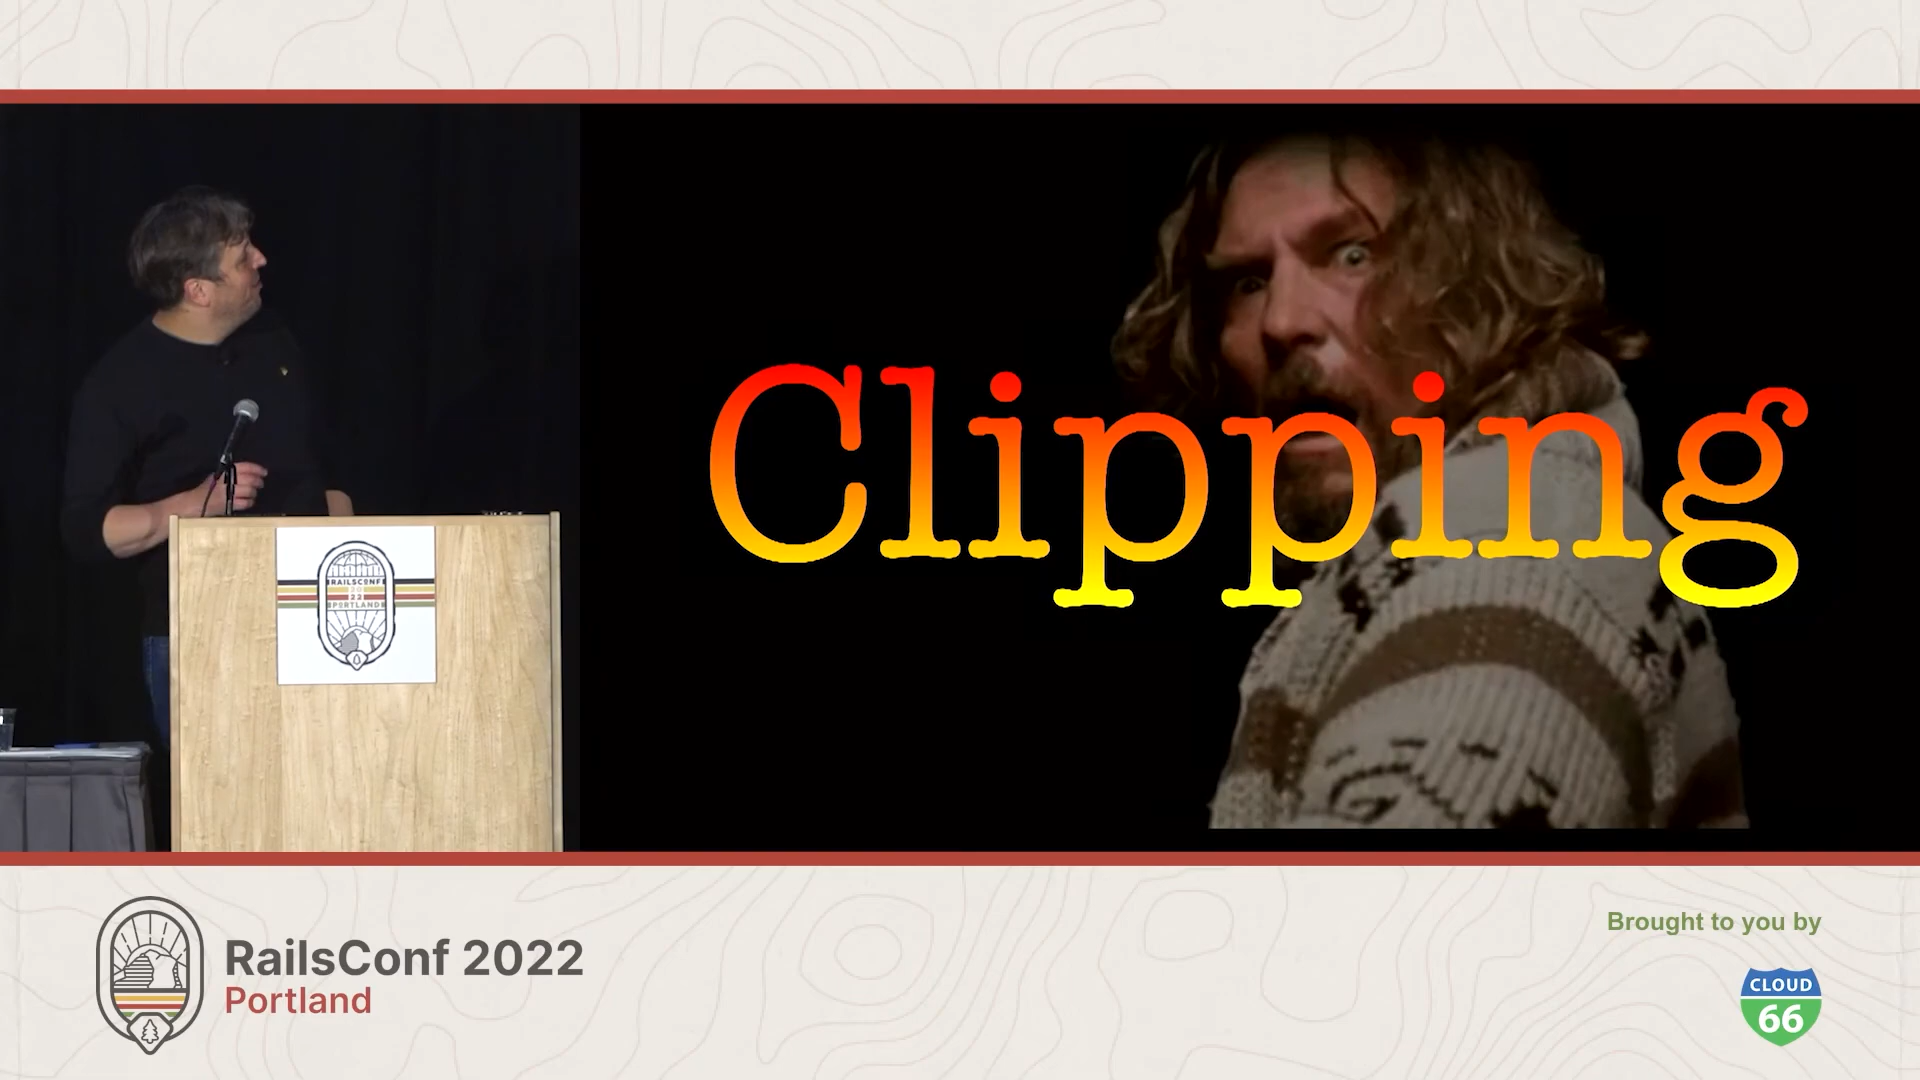 Clipping
RAILSCONF
2022
PORTLAND
RailsConf 2022
Portland
Brought to you by
CLOUD
66